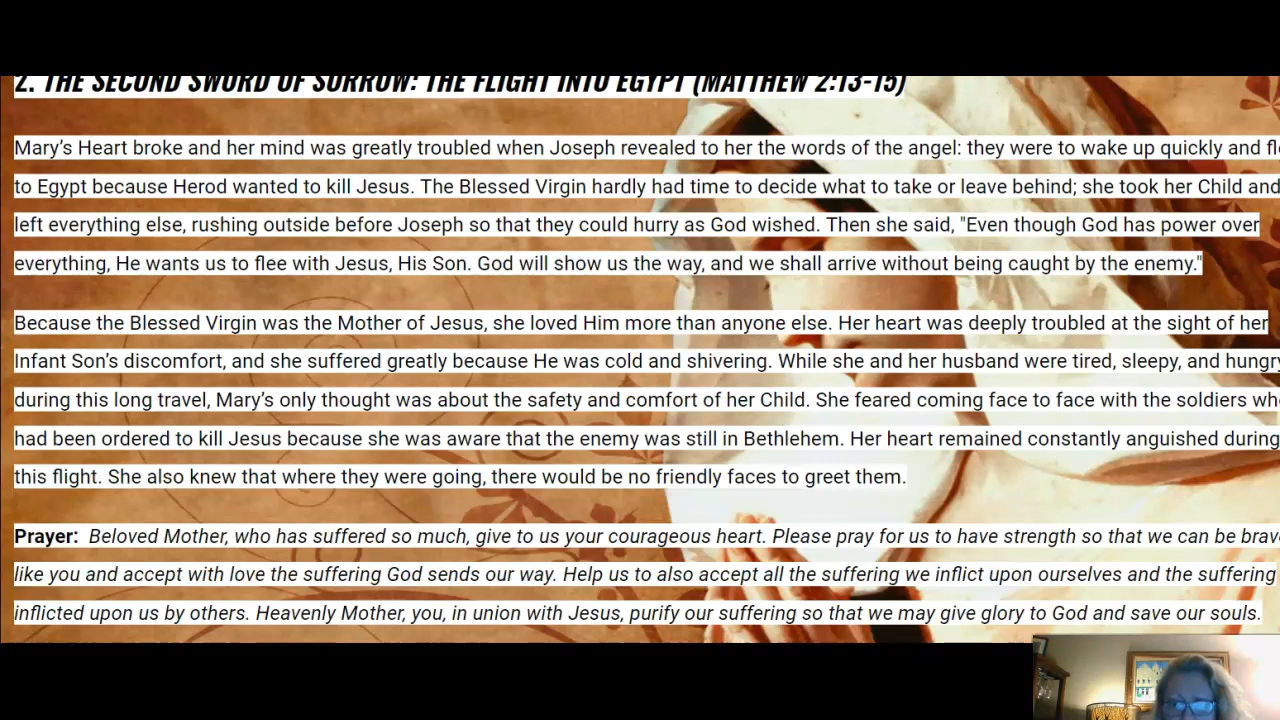 2. THE SECOND SWORD OF SORROW: THE FLIGHT INTO EGYPT (MATTHEW 2:13-15)
Mary’s Heart broke and her mind was greatly troubled when Joseph revealed to her the words of the angel: they were to wake up quickly and
to Egypt because Herod wanted to kill Jesus. The Blessed Virgin hardly had time to decide what to take or leave behind; she took her Child and
left everything else, rushing outside before Joseph so that they could hurry as God wished. Then she said, "Even though God has power over
everything, He wants us to flee with Jesus, His Son. God will show us the way, and we shall arrive without being caught by the enemy."
Because the Blessed Virgin was the Mother of Jesus, she loved Him more than anyone else. Her heart was deeply troubled at the sight of her
Infant Son’s discomfort, and she suffered greatly because He was cold and shivering. While she and her husband were tired, sleepy, and hungry
during this long travel, Mary’s only thought was about the safety and comfort of her Child. She feared coming face to face with the soldiers
had been ordered to kill Jesus because she was aware that the enemy was still in Bethlehem. Her heart remained constantly anguished during
this flight. She also knew that where they were going, there would be no friendly faces to greet them.
Prayer: Beloved Mother, who has suffered so much, give to us your courageous heart. Please pray for us to have strength so that we can be brave
like you and accept with love the suffering God sends our way. Help us to also accept all the suffering we inflict upon ourselves and the suffering
inflicted upon us by others. Heavenly Mother, you, in union with Jesus, purify our suffering so that we may give glory to God and save our souls.